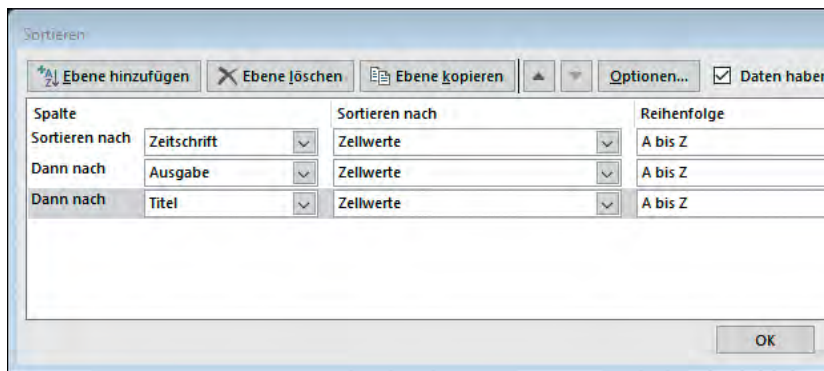 Sortieren
Ebene hinzufügen Ebene löschen Ebene kopieren Optionen... Daten haben
Spalte Sortieren nach Reihenfolge
Sortieren nach Zeitschrift Zellwerte A bis Z
Dann nach Ausgabe Zellwerte A bis Z
Dann nach Titel Zellwerte A bis Z
OK